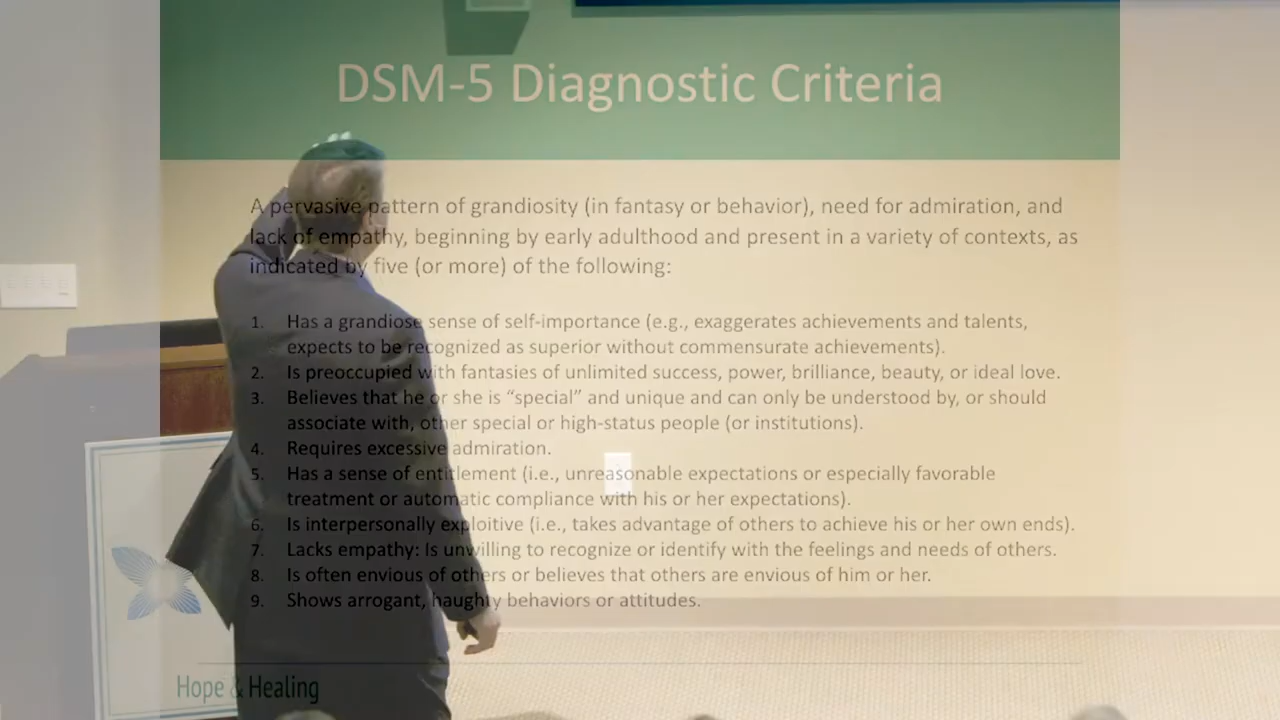 DSM-5 Diagnostic Criteria
A pervasive pattern of grandiosity (in fantasy or behavior), need for admiration, and
lack of empathy, beginning by early adulthood and present in a variety of contexts, as
indicated by five (or more) of the following:
1. Has a grandiose sense of self-importance (e.g., exaggerates achievements and talents,
expects to be recognized as superior without commensurate achievements).
2. Is preoccupied with fantasies of unlimited success, power, brilliance, beauty, or ideal love.
3. Believes that he or she is “special” and unique and can only be understood by, or should
associate with, other special or high-status people (or institutions).
4. Requires excessive admiration.
5. Has a sense of entitlement (i.e., unreasonable expectations or especially favorable
treatment or automatic compliance with his or her expectations).
6. Is interpersonally exploitive (i.e., takes advantage of others to achieve his or her own ends).
7. Lacks empathy: Is unwilling to recognize or identify with the feelings and needs of others.
8. Is often envious of others or believes that others are envious of him or her.
9. Shows arrogant, haughty behaviors or attitudes.
Hope & Healing